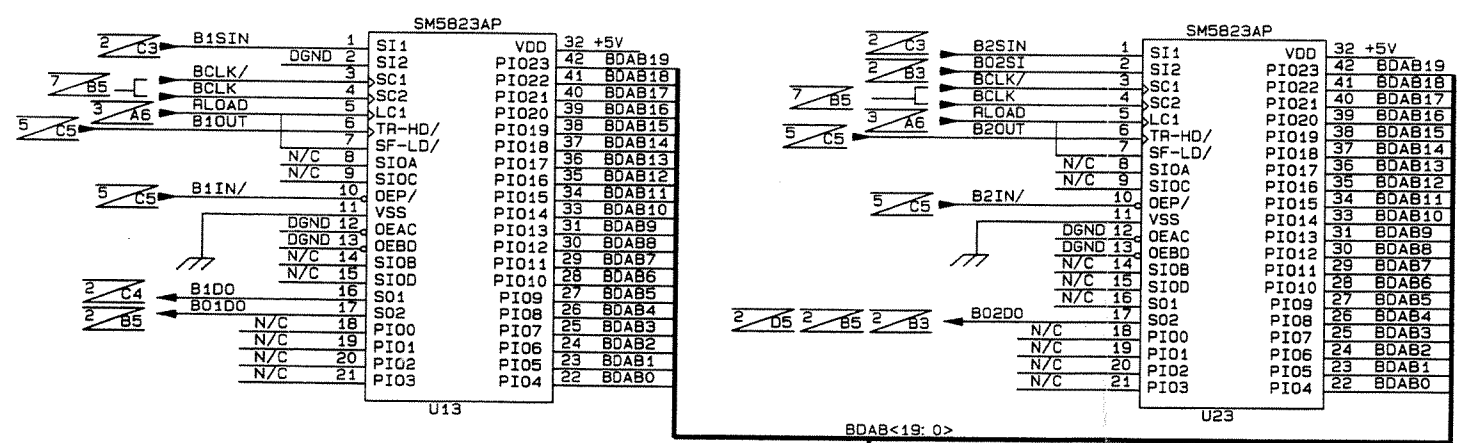 SM5823AP
2 C3 B1SIN 1 SI1 VDD 32 +5V
DGND 2 SI2 PIO23 42 BDAB19
7 B5 BCLK/ 3 SC1 PIO22 41 BDAB18
BCLK 4 SC2 PIO21 40 BDAB17
3 A6 RLOAD 5 LC1 PIO20 39 BDAB16
5 C5 B1OUT 6 TR-HD/ PIO19 38 BDAB15
7 SF-LD/ PIO18 37 BDAB14
N/C 8 SIOA PIO17 36 BDAB13
N/C 9 SIOC PIO16 35 BDAB12
5 C5 B1IN/ 10 OEP/ PIO15 34 BDAB11
11 VSS PIO14 33 BDAB10
DGND 12 OEAC PIO13 31 BDAB9
DGND 13 OEBD PIO12 30 BDAB8
N/C 14 SIOB PIO11 29 BDAB7
N/C 15 SIOD PIO10 28 BDAB6
2 C4 B1DO 16 SO1 PIO9 27 BDAB5
2 B5 BO1DO 17 SO2 PIO8 26 BDAB4
N/C 18 PIO0 PIO7 25 BDAB3
N/C 19 PIO1 PIO6 24 BDAB2
N/C 20 PIO2 PIO5 23 BDAB1
N/C 21 PIO3 PIO4 22 BDAB0
U13
SM5823AP
2 C3 B2SIN 1 SI1 VDD 32 +5V
2 B3 BO2SI 2 SI2 PIO23 42 BDAB19
7 B5 BCLK/ 3 SC1 PIO22 41 BDAB18
BCLK 4 SC2 PIO21 40 BDAB17
3 A6 RLOAD 5 LC1 PIO20 39 BDAB16
5 C5 B2OUT 6 TR-HD/ PIO19 38 BDAB15
7 SF-LD/ PIO18 37 BDAB14
N/C 8 SIOA PIO17 36 BDAB13
N/C 9 SIOC PIO16 35 BDAB12
5 C5 B2IN/ 10 OEP/ PIO15 34 BDAB11
11 VSS PIO14 33 BDAB10
DGND 12 OEAC PIO13 31 BDAB9
DGND 13 OEBD PIO12 30 BDAB8
N/C 14 SIOB PIO11 29 BDAB7
N/C 15 SIOD PIO10 28 BDAB6
N/C 16 SO1 PIO9 27 BDAB5
2 D5 2 B5 2 B3 BO2DO 17 SO2 PIO8 26 BDAB4
N/C 18 PIO0 PIO7 25 BDAB3
N/C 19 PIO1 PIO6 24 BDAB2
N/C 20 PIO2 PIO5 23 BDAB1
N/C 21 PIO3 PIO4 22 BDAB0
U23
BDAB<19:0>